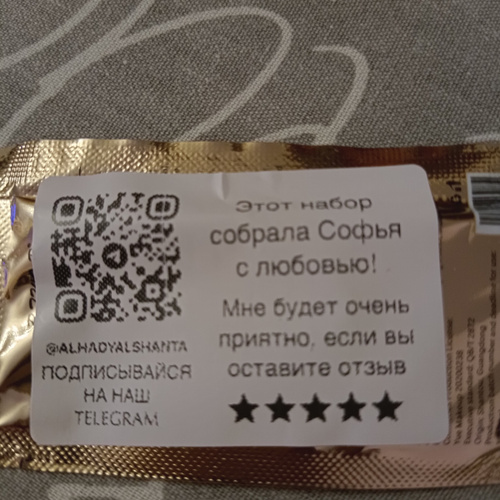 Этот набор
собрала Софья
с любовью!
Мне будет очень
приятно, если вы
оставите отзыв
@ALHADYALSHANTA
ПОДПИСЫВАЙСЯ
НА НАШ
TELEGRAM